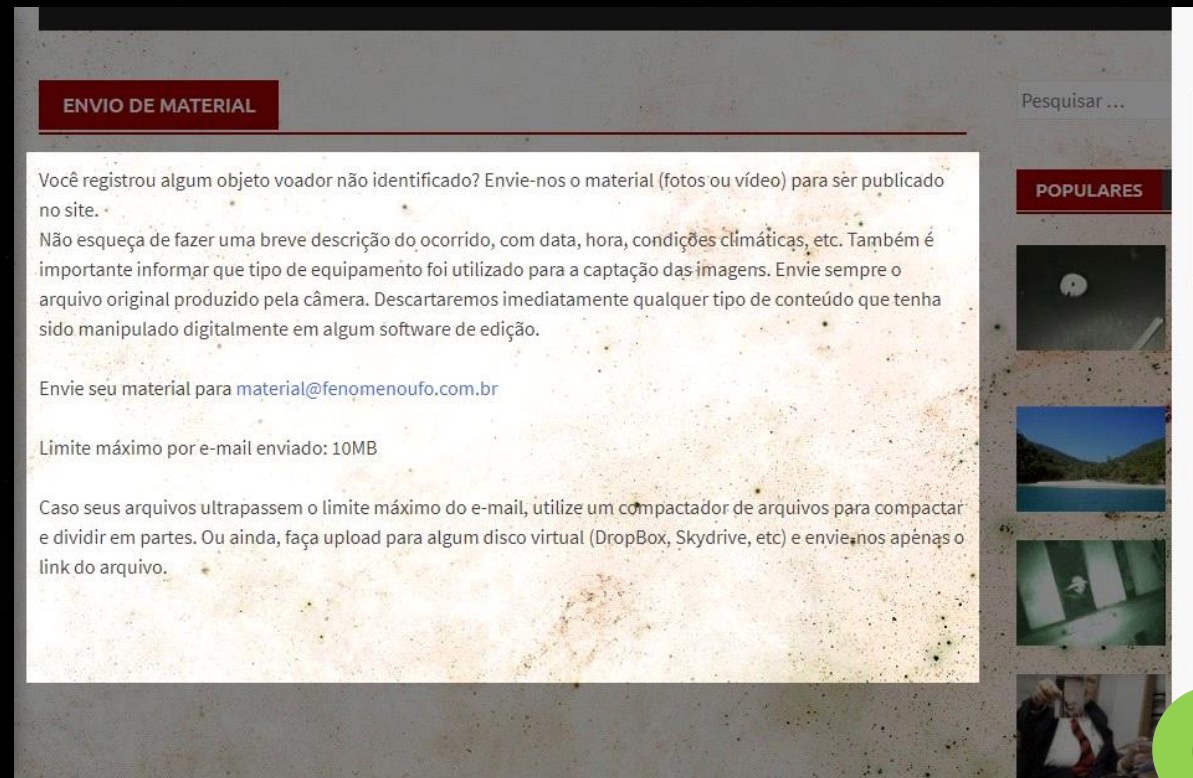 ENVIO DE MATERIAL
Pesquisar ...
Você registrou algum objeto voador não identificado? Envie-nos o material (fotos ou vídeo) para ser publicado
no site.
Não esqueça de fazer uma breve descrição do ocorrido, com data, hora, condições climáticas, etc. Também é
importante informar que tipo de equipamento foi utilizado para a captação das imagens. Envie sempre o
arquivo original produzido pela câmera. Descartaremos imediatamente qualquer tipo de conteúdo que tenha
sido manipulado digitalmente em algum software de edição.
Envie seu material para material@fenomenoufo.com.br
Limite máximo por e-mail enviado: 10MB
Caso seus arquivos ultrapassem o limite máximo do e-mail, utilize um compactador de arquivos para compactar
e dividir em partes. Ou ainda, faça upload para algum disco virtual (DropBox, Skydrive, etc) e envie-nos apenas o
link do arquivo.
POPULARES